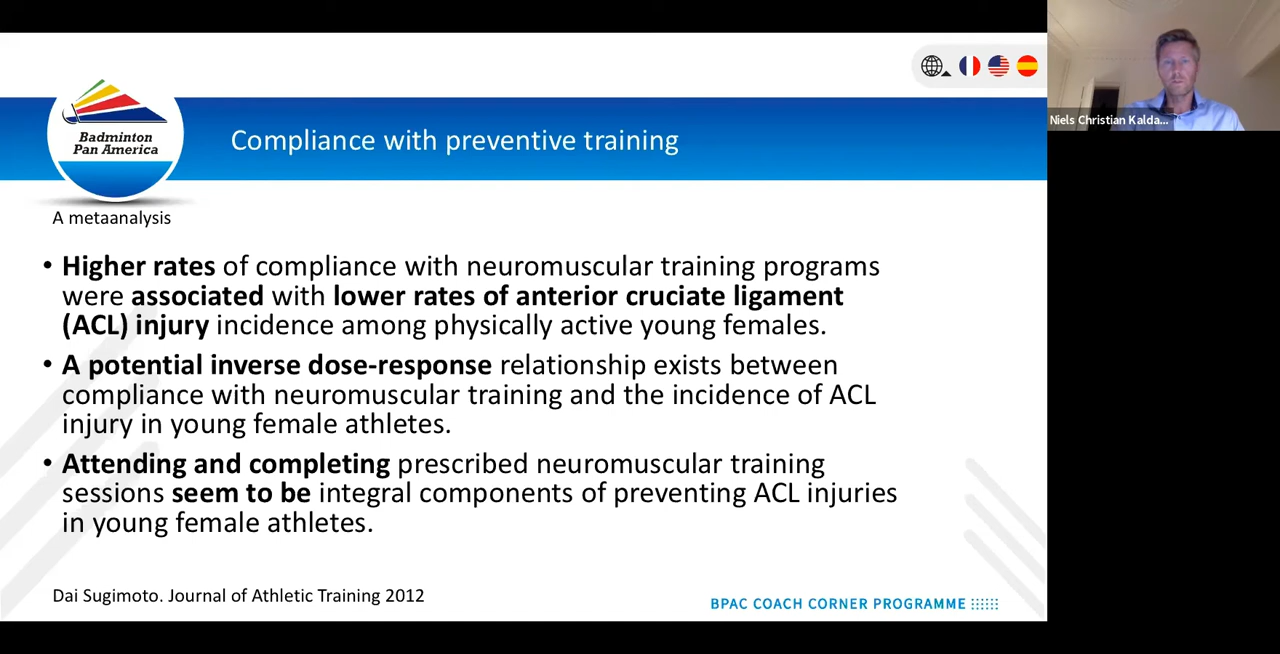 Badminton
Pan America
Compliance with preventive training
Niels Christian Kalda...
A metaanalysis
• Higher rates of compliance with neuromuscular training programs
were associated with lower rates of anterior cruciate ligament
(ACL) injury incidence among physically active young females.
• A potential inverse dose-response relationship exists between
compliance with neuromuscular training and the incidence of ACL
injury in young female athletes.
• Attending and completing prescribed neuromuscular training
sessions seem to be integral components of preventing ACL injuries
in young female athletes.
Dai Sugimoto. Journal of Athletic Training 2012
BPAC COACH CORNER PROGRAMME